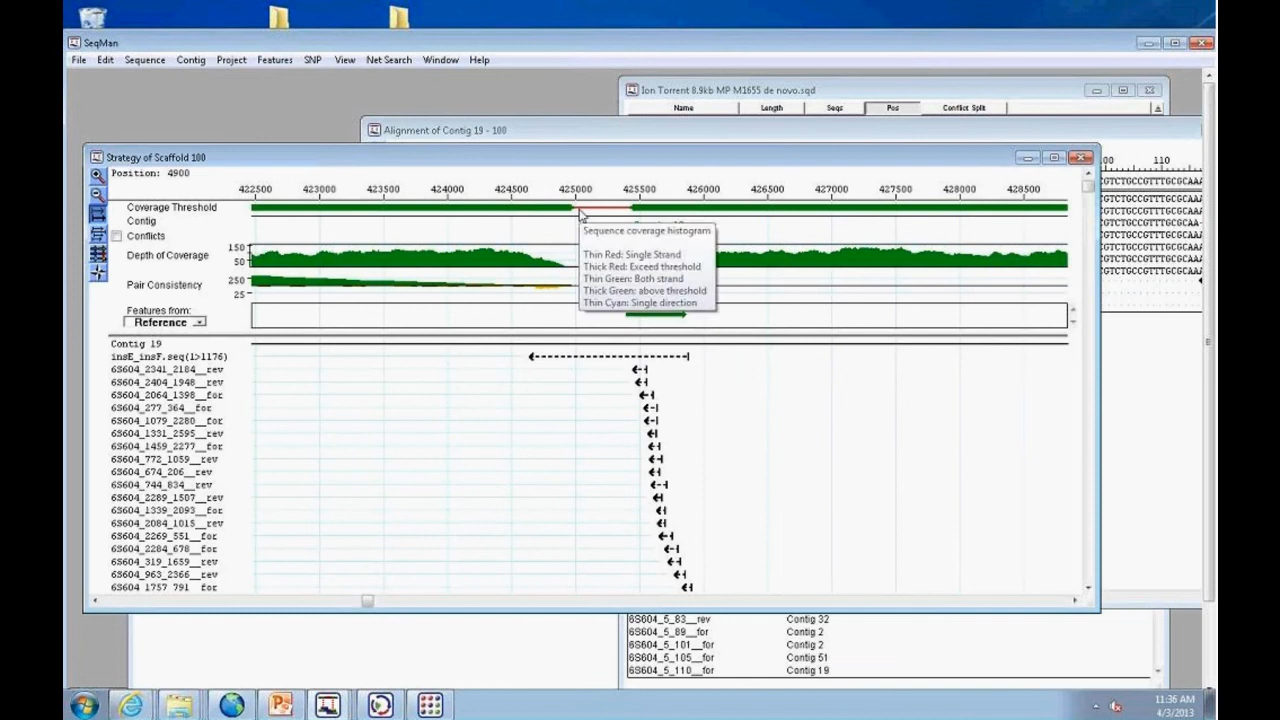 SeqMan
File Edit Sequence Contig Project Features SNP View Net Search Window Help
Ion Torrent 8.9kb MP M1655 de novo.sqd
Name Length Seqs Pos Conflict Split
Alignment of Contig 19 - 100
Strategy of Scaffold 100
Position: 4900
422500 423000 423500 424000 424500 425000 425500 426000 426500 427000 427500 428000 428500
110
Coverage Threshold
Contig
Conflicts
Depth of Coverage
150
50
Pair Consistency
250
25
Features from:
Reference
Sequence coverage histogram
Thin Red: Single Strand
Thick Red: Exceed threshold
Thin Green: Both strand
Thick Green: above threshold
Thin Cyan: Single direction
Contig 19
insE_insF.seq(1>1176)
6S604_2341_2184__rev
6S604_2404_1948__rev
6S604_2064_1398__for
6S604_277_364__for
6S604_1079_2280__for
6S604_1331_2595__rev
6S604_1459_2277__for
6S604_772_1059__rev
6S604_674_206__rev
6S604_744_834__rev
6S604_2289_1507__rev
6S604_1339_2093__for
6S604_2084_1015__rev
6S604_2269_551__for
6S604_2284_678__for
6S604_319_1659__rev
6S604_963_2366__rev
6S604_1757_791__for
6S604_5_83__rev Contig 32
6S604_5_89__for Contig 2
6S604_5_101__for Contig 2
6S604_5_105__for Contig 51
6S604_5_110__for Contig 19
11:36 AM
4/3/2013